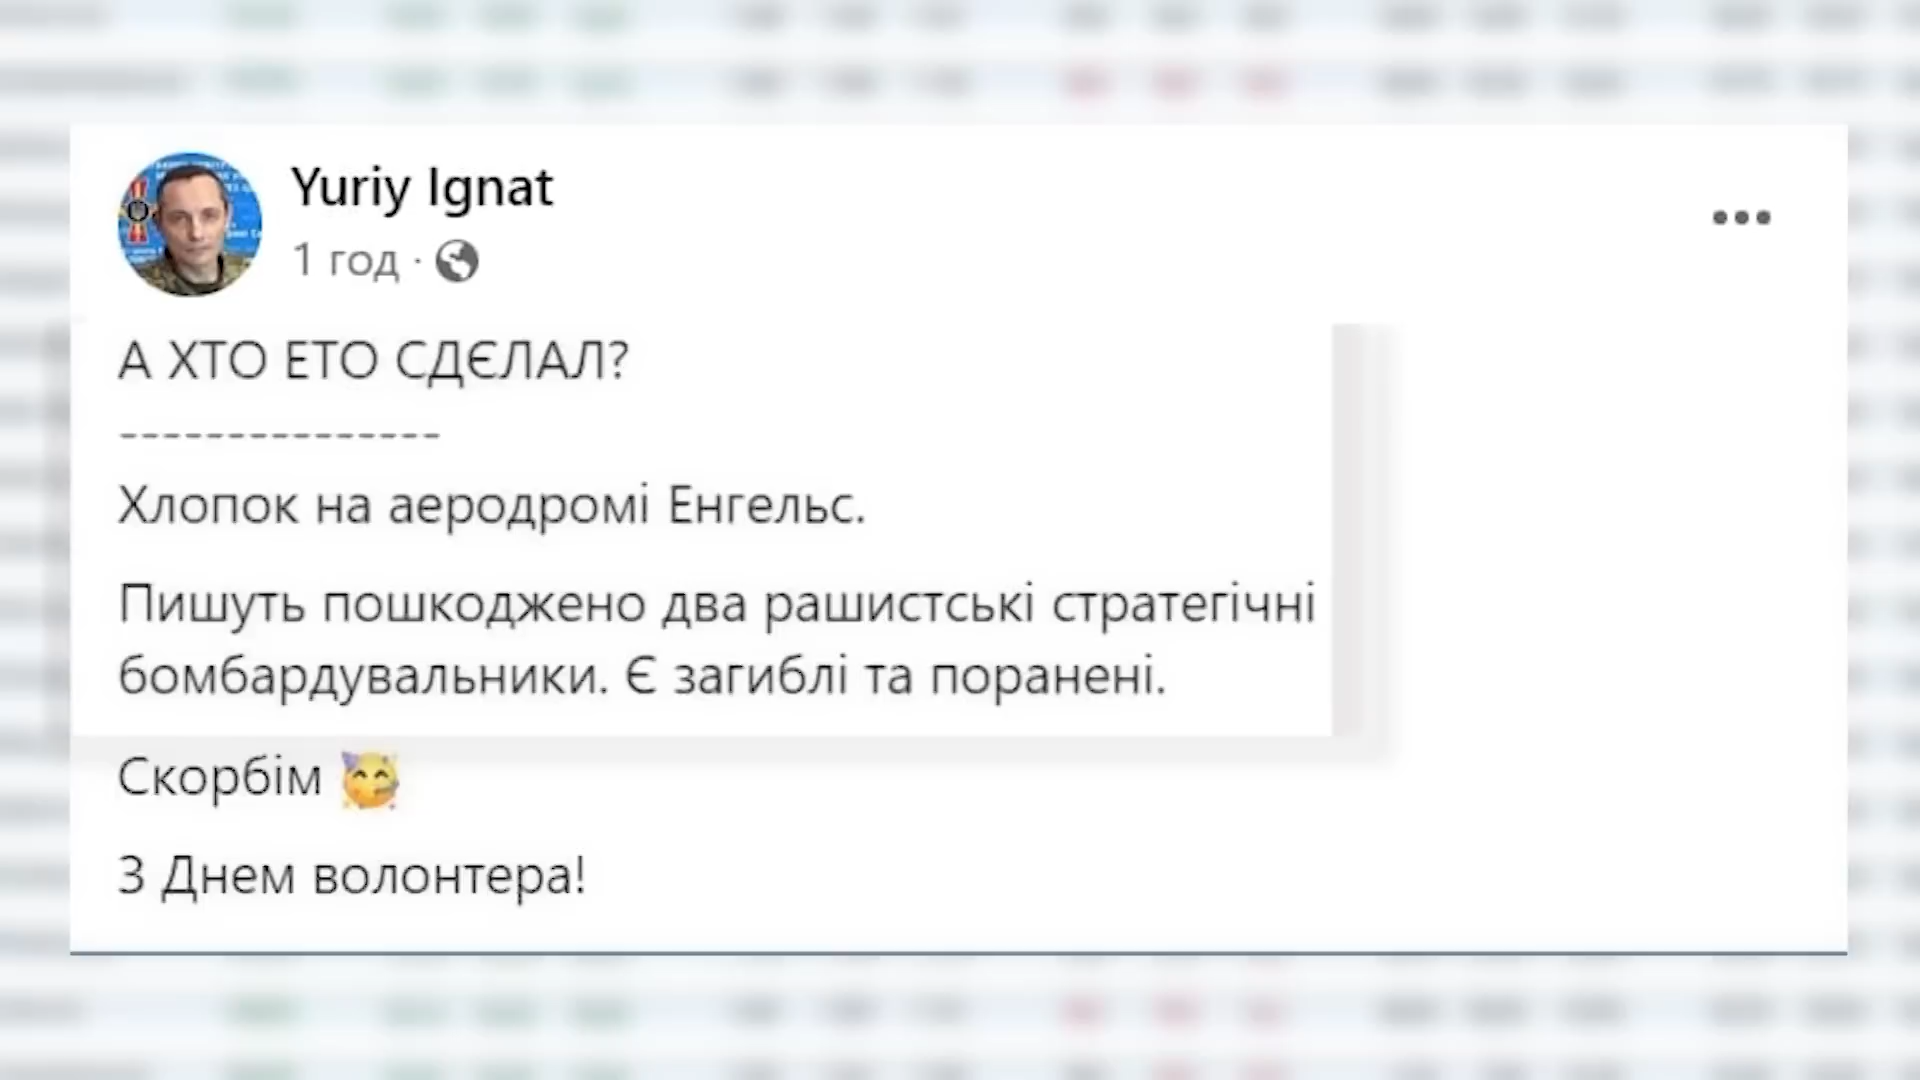 Yuriy Ignat
1 год ·
А ХТО ЕТО СДЄЛАЛ?
---------------
Хлопок на аеродромі Енгельс.
Пишуть пошкоджено два рашистські стратегічні
бомбардувальники. Є загиблі та поранені.
Скорбім 🥳
З Днем волонтера!